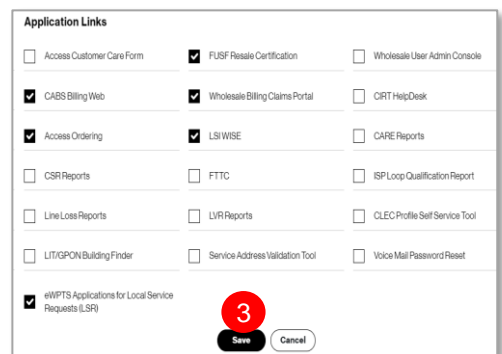 Application Links
Access Customer Care Form
FUSF Resale Certification
Wholesale User Admin Console
CABS Billing Web
Wholesale Billing Claims Portal
CIRT HelpDesk
Access Ordering
LSI WISE
CARE Reports
CSR Reports
FTTC
ISP Loop Qualification Report
Line Loss Reports
LVR Reports
CLEC Profile Self Service Tool
LIT/GPON Building Finder
Service Address Validation Tool
Voice Mail Password Reset
eWPTS Applications for Local Service
Requests (LSR)
3
Save
Cancel